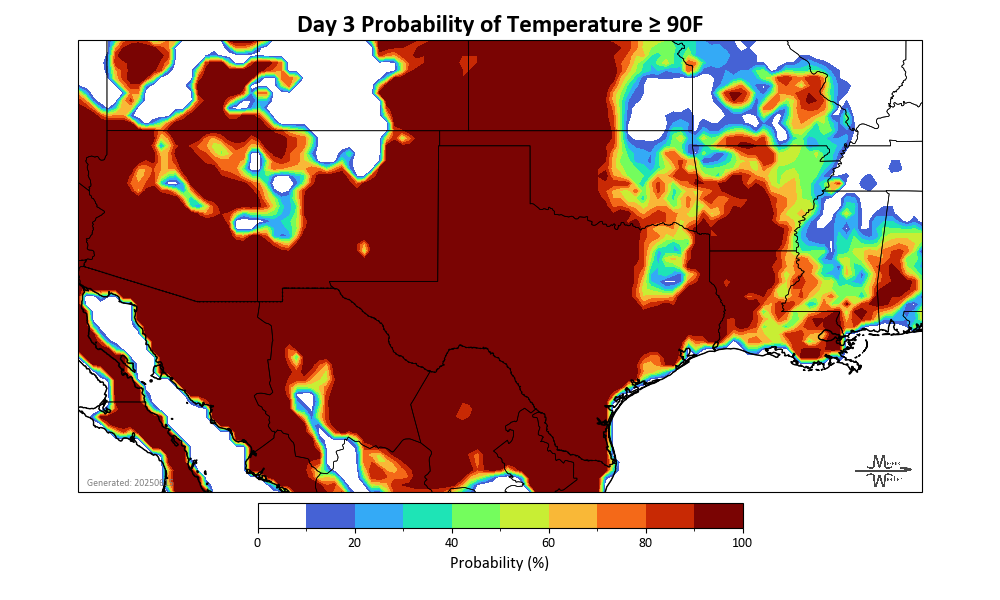 Day 3 Probability of Temperature ≥ 90F
Generated: 202506
0 20 40 60 80 100
Probability (%)